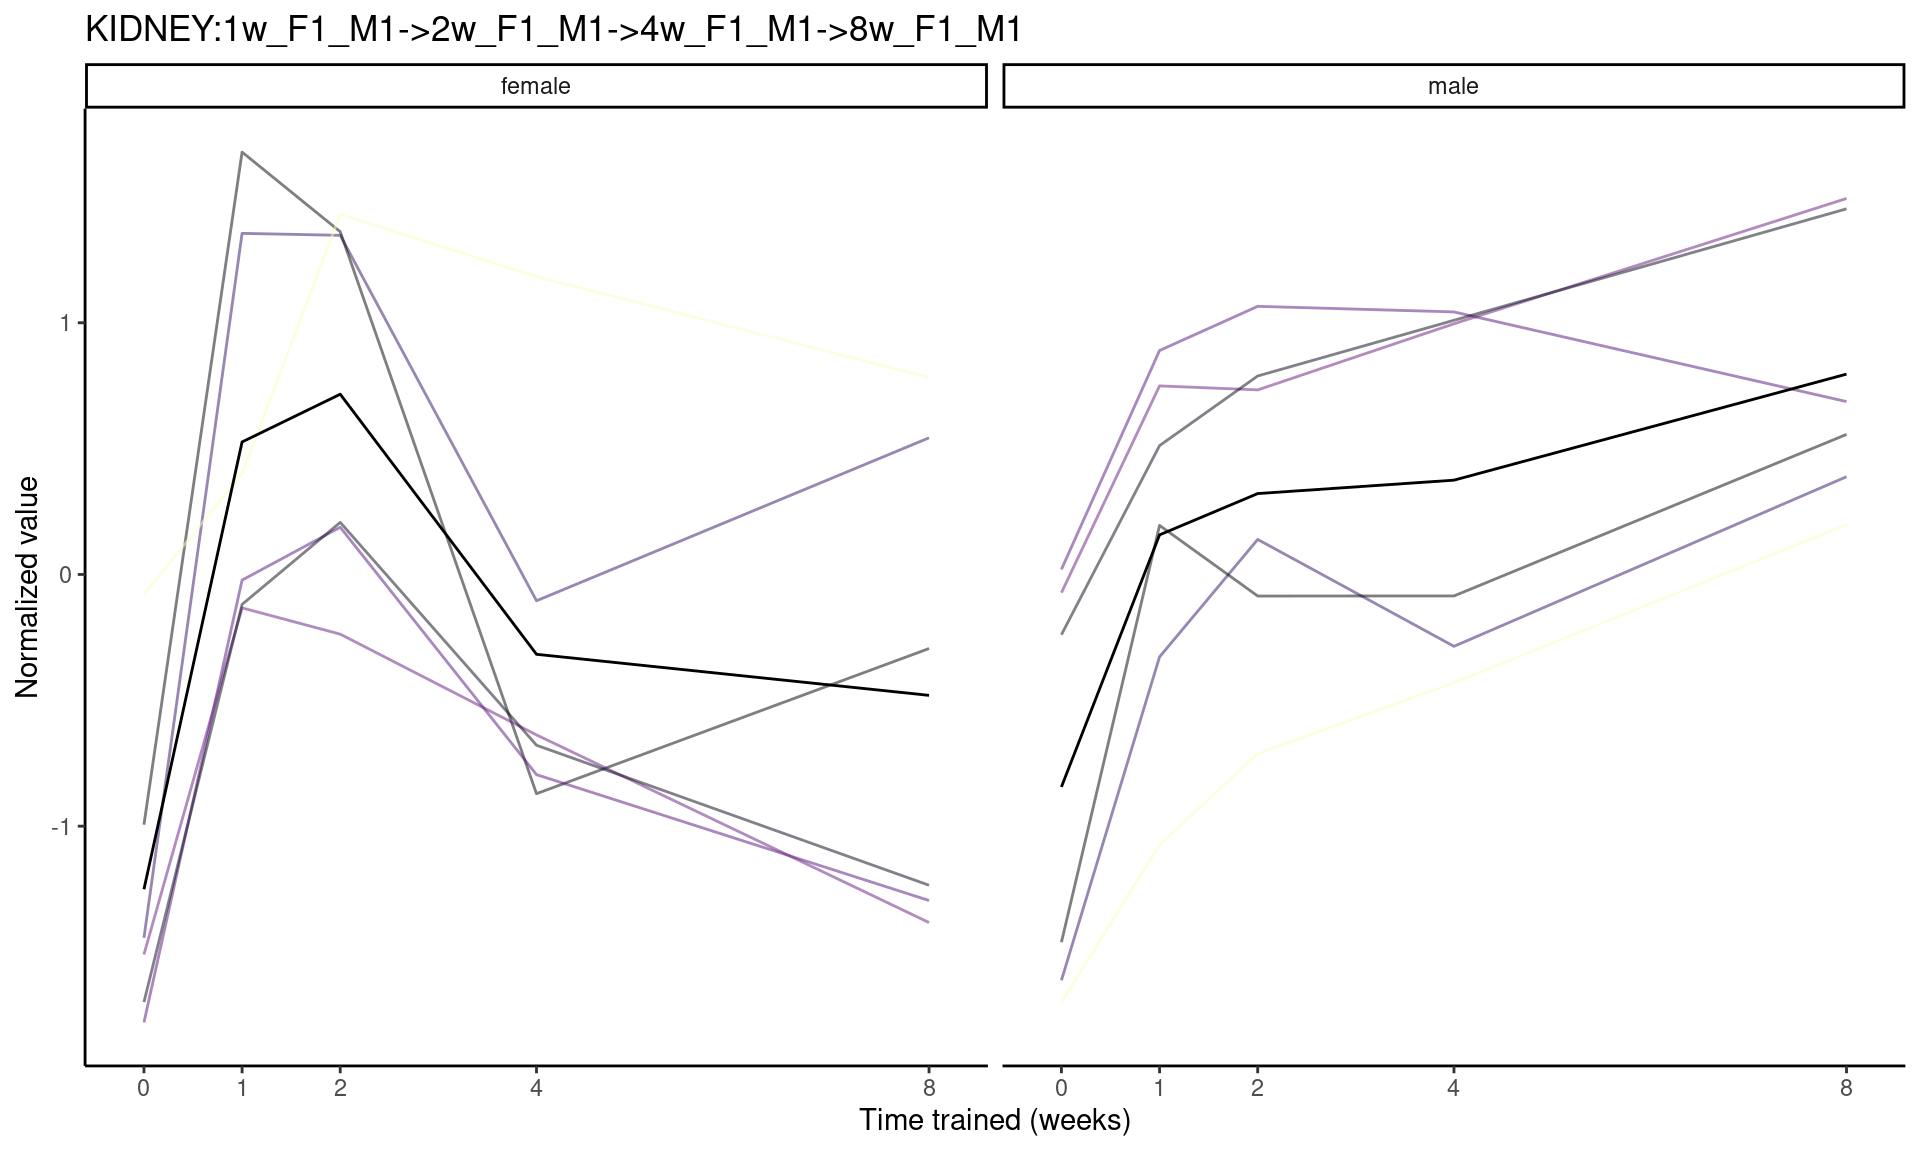 KIDNEY:1w_F1_M1->2w_F1_M1->4w_F1_M1->8w_F1_M1
female
male
Normalized value
1
0
-1
0 1 2 4 8
0 1 2 4 8
Time trained (weeks)